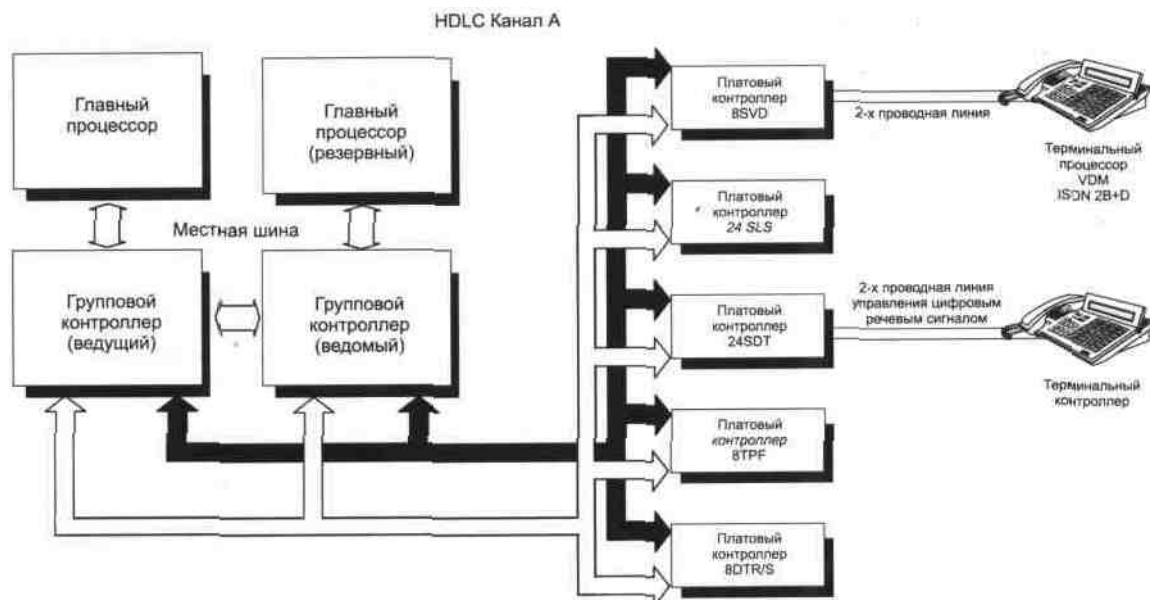 HDLC Канал А
Главный
процессор
Главный
процессор
(резервный)
Местная шина
Групповой
контроллер
(ведущий)
Групповой
контроллер
(ведомый)
Платовый
контроллер
8SVD
2-х проводная линия
Терминальный
процессор
VDM
ISDN 2B+D
Платовый
контроллер
24 SLS
Платовый
контроллер
24SDT
2-х проводная линия
управления цифровым
речевым сигналом
Терминальный
контроллер
Платовый
контроллер
8TPF
Платовый
контроллер
8DTR/S